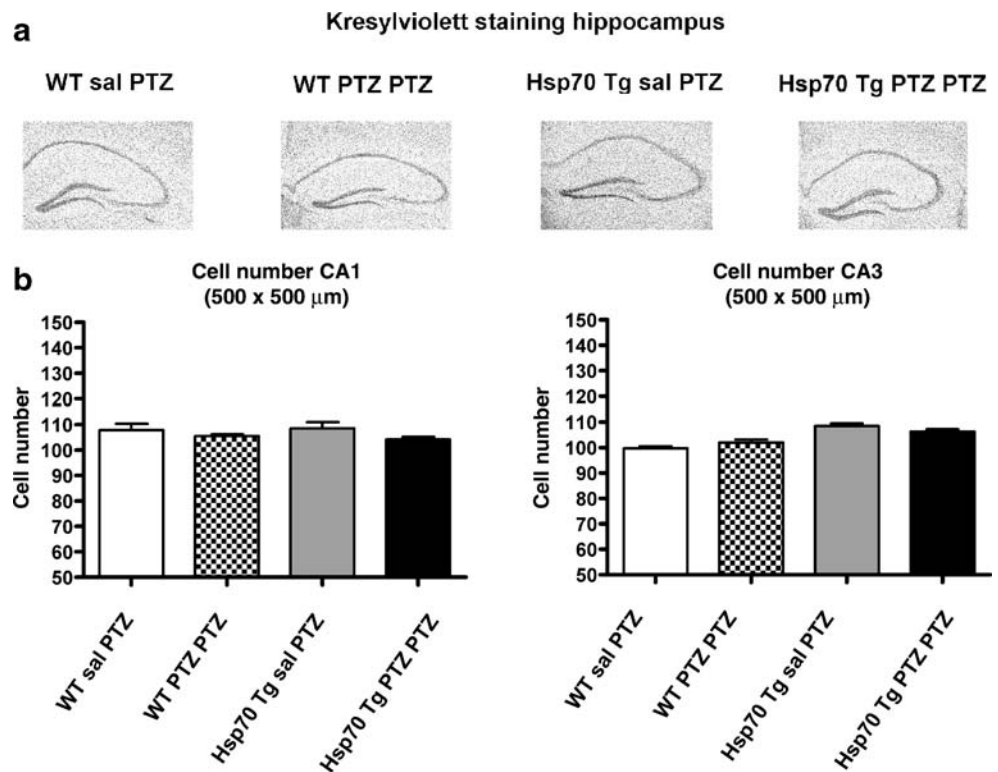 a
Kresylviolett staining hippocampus
WT sal PTZ
WT PTZ PTZ
Hsp70 Tg sal PTZ
Hsp70 Tg PTZ PTZ
b
Cell number CA1
(500 x 500 μm)
150
140
130
120
110
100
90
80
70
60
50
Cell number
WT sal PTZ
WT PTZ PTZ
Hsp70 Tg sal PTZ
Hsp70 Tg PTZ PTZ
Cell number CA3
(500 x 500 μm)
150
140
130
120
110
100
90
80
70
60
50
Cell number
WT sal PTZ
WT PTZ PTZ
Hsp70 Tg sal PTZ
Hsp70 Tg PTZ PTZ